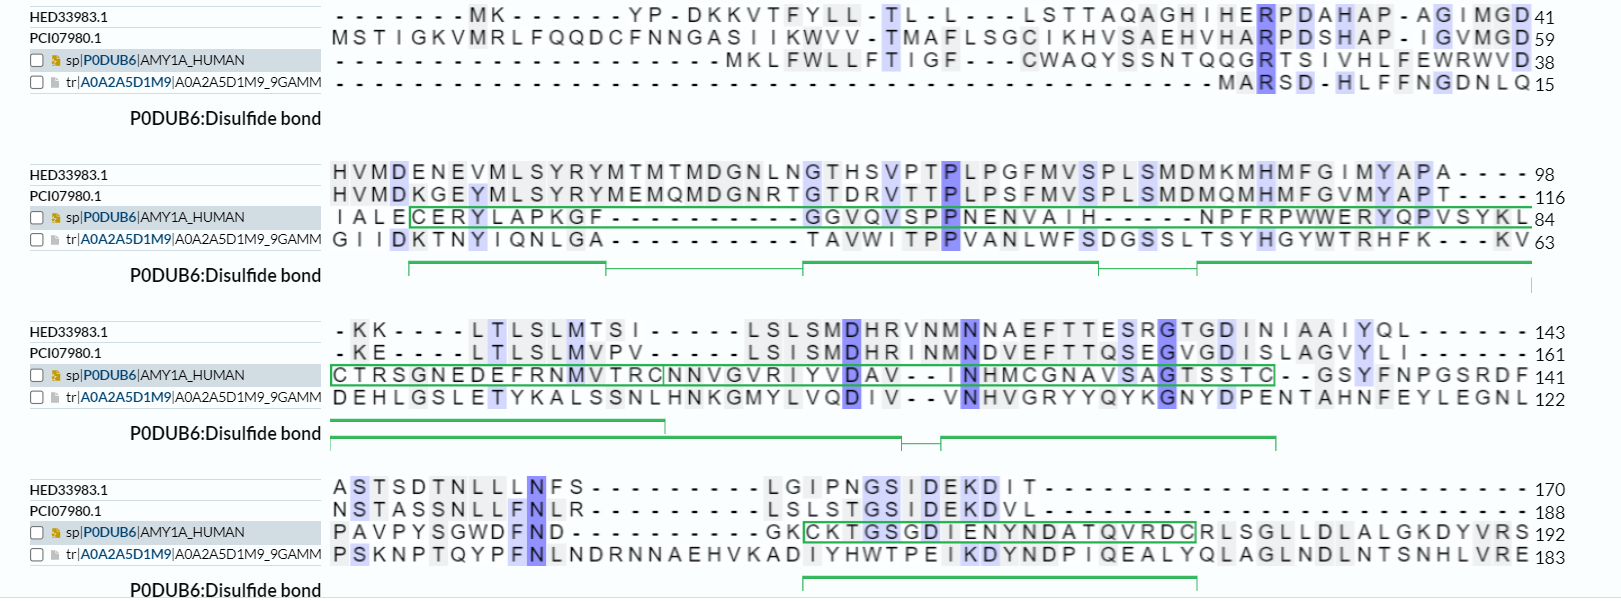 HED33983.1 - - - - - - - M K - - - - - - Y P - D K K V T F Y L L - T L - L - - - L S T T A Q A G H I H E R P D A H A P - A G I M G D 41
PCI07980.1 M S T I G K V M R L F Q Q D C F N N G A S I I K W V V - T M A F L S G C I K H V S A E H V H A R P D S H A P - I G V M G D 59
sp|P0DUB6|AMY1A_HUMAN - - - - - - - - - - - - - - - - - - - - M K L F W L L F T I G F - - - C W A Q Y S S N T Q Q G R T S I V H L F E W R W V D 38
tr|A0A2A5D1M9|A0A2A5D1M9_9GAMM - - - - - - - - - - - - - - - - - - - - - - - - - - - - - - - - - - - - - - - - - - - - - M A R S D - H L F F N G D N L Q 15
P0DUB6:Disulfide bond
HED33983.1 H V M D E N E V M L S Y R Y M T M T M D G N L N G T H S V P T P L P G F M V S P L S M D M K M H M F G I M Y A P A - - - - 98
PCI07980.1 H V M D K G E Y M L S Y R Y M E M Q M D G N R T G T D R V T T P L P S F M V S P L S M D M Q M H M F G V M Y A P T - - - - 116
sp|P0DUB6|AMY1A_HUMAN I A L E C E R Y L A P K G F - - - - - - - - - - G G V Q V S P P N E N V A I H - - - - - N P F R P W W E R Y Q P V S Y K L 84
tr|A0A2A5D1M9|A0A2A5D1M9_9GAMM G I I D K T N Y I Q N L G A - - - - - - - - - - T A V W I T P P V A N L W F S D G S S L T S Y H G Y W T R H F K - - - K V 63
P0DUB6:Disulfide bond
HED33983.1 - K K - - - - L T L S L M T S I - - - - - L S L S M D H R V N M N N A E F T T E S R G T G D I N I A A I Y Q L - - - - - - 143
PCI07980.1 - K E - - - - L T L S L M V P V - - - - - L S I S M D H R I N M N D V E F T T Q S E G V G D I S L A G V Y L I - - - - - - 161
sp|P0DUB6|AMY1A_HUMAN C T R S G N E D E F R N M V T R C N N V G V R I Y V D A V - - I N H M C G N A V S A G T S S T C - - G S Y F N P G S R D F 141
tr|A0A2A5D1M9|A0A2A5D1M9_9GAMM D E H L G S L E T Y K A L S S N L H N K G M Y L V Q D I V - - V N H V G R Y Y Q Y K G N Y D P E N T A H N F E Y L E G N L 122
P0DUB6:Disulfide bond
HED33983.1 A S T S D T N L L L N F S - - - - - - - - - L G I P N G S I D E K D I T - - - - - - - - - - - - - - - - - - - - - - - - - 170
PCI07980.1 N S T A S S N L L F N L R - - - - - - - - - L S L S T G S I D E K D V L - - - - - - - - - - - - - - - - - - - - - - - - - 188
sp|P0DUB6|AMY1A_HUMAN P A V P Y S G W D F N D - - - - - - - - - - G K C K T G S G D I E N Y N D A T Q V R D C R L S G L L D L A L G K D Y V R S 192
tr|A0A2A5D1M9|A0A2A5D1M9_9GAMM P S K N P T Q Y P F N L N D R N N A E H V K A D I Y H W T P E I K D Y N D P I Q E A L Y Q L A G L N D L N T S N H L V R E 183
P0DUB6:Disulfide bond